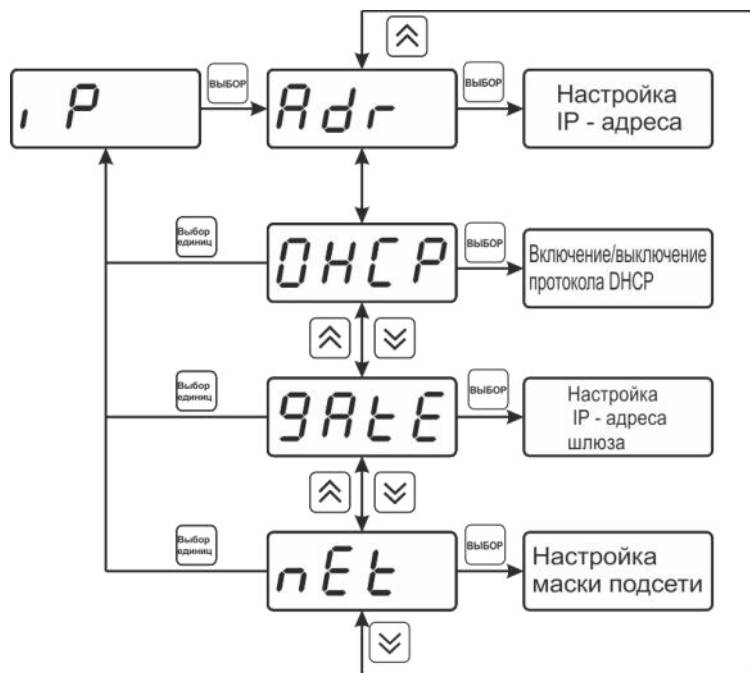 ıP
ВЫБОР
Adr
ВЫБОР
Настройка
IP - адреса
Выбор
единиц
DHCP
ВЫБОР
Включение/выключение
протокола DHCP
Выбор
единиц
gAtE
ВЫБОР
Настройка
IP - адреса
шлюза
Выбор
единиц
nEt
ВЫБОР
Настройка
маски подсети